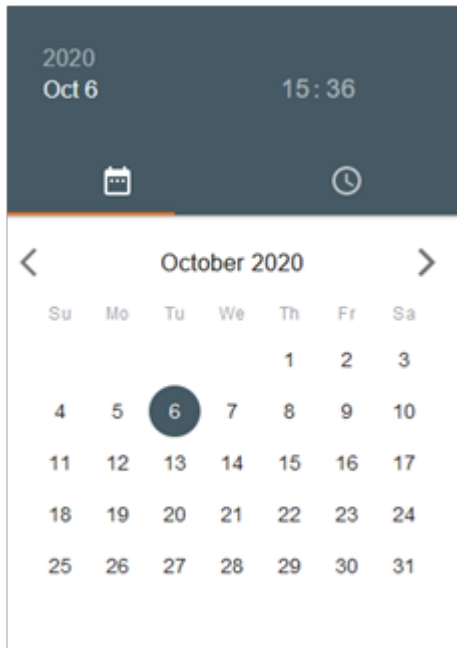 2020
Oct 6 15:36
October 2020
Su Mo Tu We Th Fr Sa
1 2 3
4 5 6 7 8 9 10
11 12 13 14 15 16 17
18 19 20 21 22 23 24
25 26 27 28 29 30 31